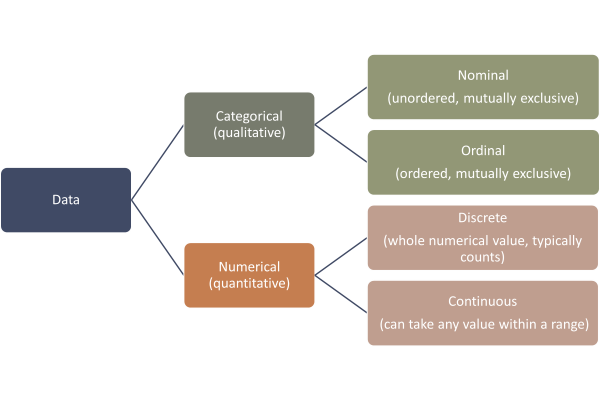 Data
Categorical
(qualitative)
Nominal
(unordered, mutually exclusive)
Ordinal
(ordered, mutually exclusive)
Numerical
(quantitative)
Discrete
(whole numerical value, typically
counts)
Continuous
(can take any value within a range)